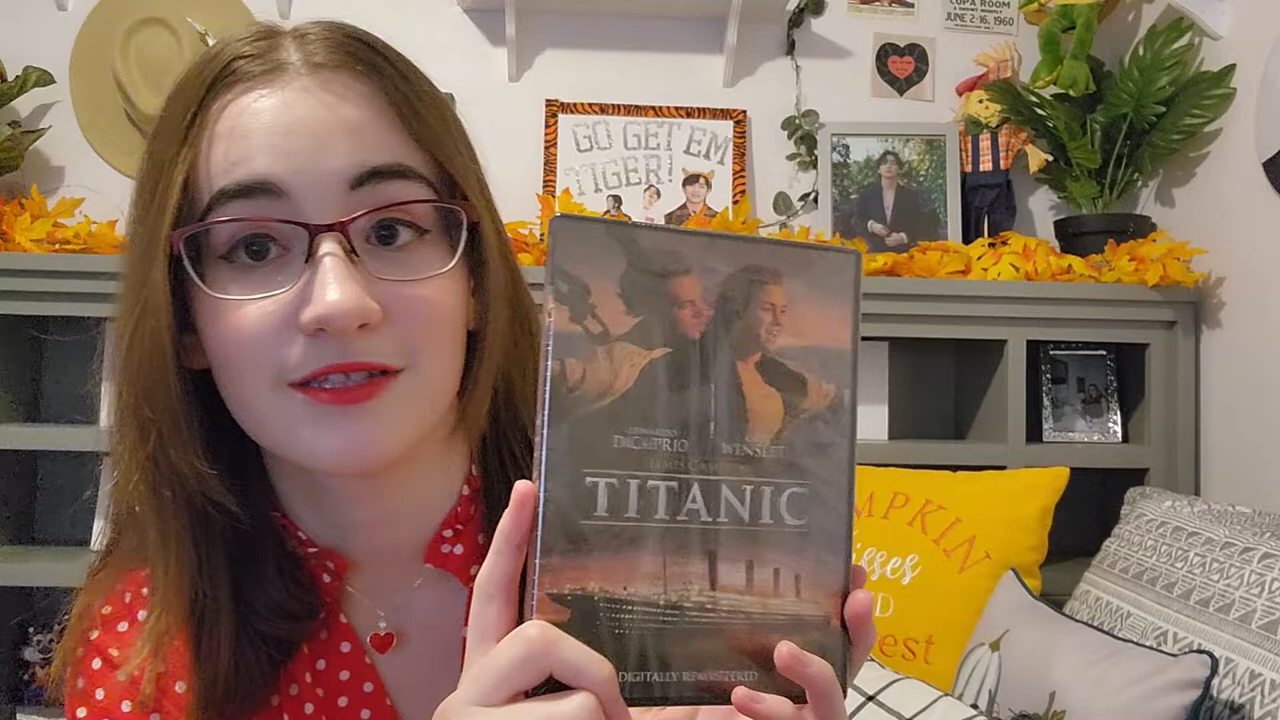 COPA ROOM
JUNE 2-16, 1960
GO GET EM
TIGER!
DICAPRIO WINSLET
TITANIC
DIGITALLY REMASTERED
MPKIN
isses
est